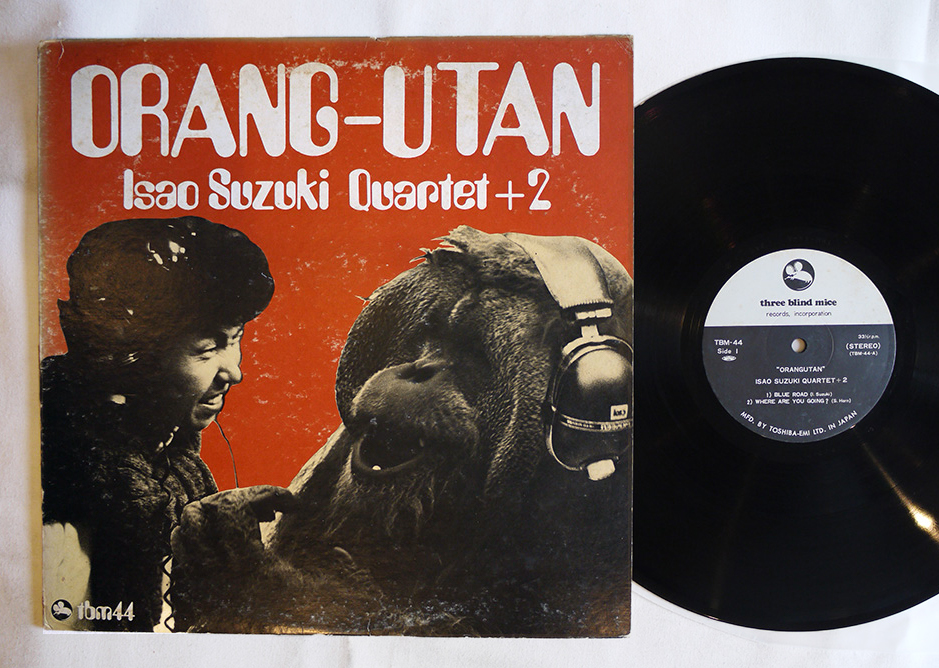 ORANG-UTAN
Isao Suzuki Quartet +2
tbm44
three blind mice
records, incorporation
TBM-44
Side 1
33⅓r.p.m.
(STEREO)
(TBM-44-A)
"ORANGUTAN"
ISAO SUZUKI QUARTET+2
1) BLUE ROAD (I. Suzuki)
2) WHERE ARE YOU GOING? (S. Horn)
MFD. BY TOSHIBA-EMI LTD. IN JAPAN